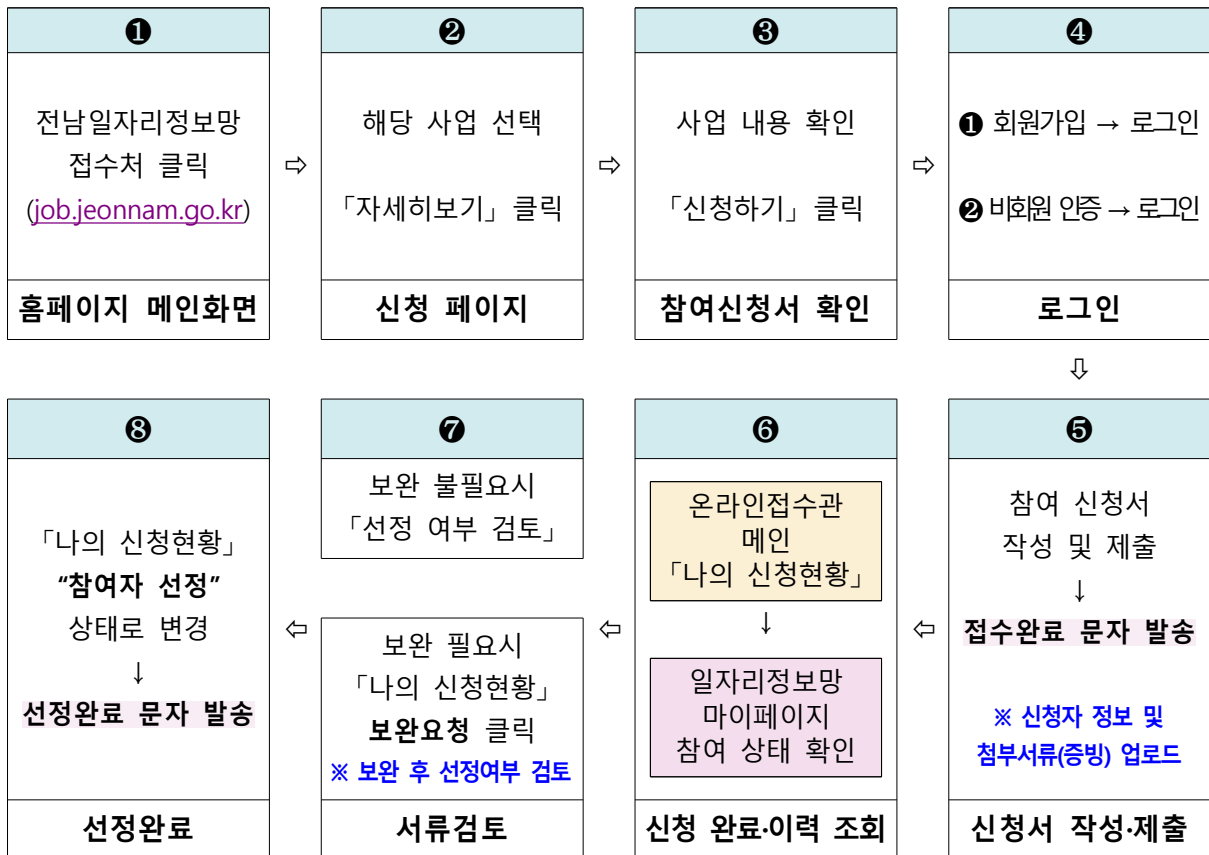 ❶
전남일자리정보망
접수처 클릭
(job.jeonnam.go.kr)
홈페이지 메인화면
⇨
❷
해당 사업 선택
「자세히보기」 클릭
신청 페이지
⇨
❸
사업 내용 확인
「신청하기」 클릭
참여신청서 확인
⇨
❹
❶ 회원가입 → 로그인
❷ 비회원 인증 → 로그인
로그인
⇩
❺
참여 신청서
작성 및 제출
↓
접수완료 문자 발송
※ 신청자 정보 및
첨부서류(증빙) 업로드
신청서 작성·제출
⇦
❻
온라인접수관
메인
「나의 신청현황」
↓
일자리정보망
마이페이지
참여 상태 확인
신청 완료·이력 조회
⇦
❼
보완 불필요시
「선정 여부 검토」
보완 필요시
「나의 신청현황」
보완요청 클릭
※ 보완 후 선정여부 검토
서류검토
⇦
❽
「나의 신청현황」
“참여자 선정”
상태로 변경
↓
선정완료 문자 발송
선정완료